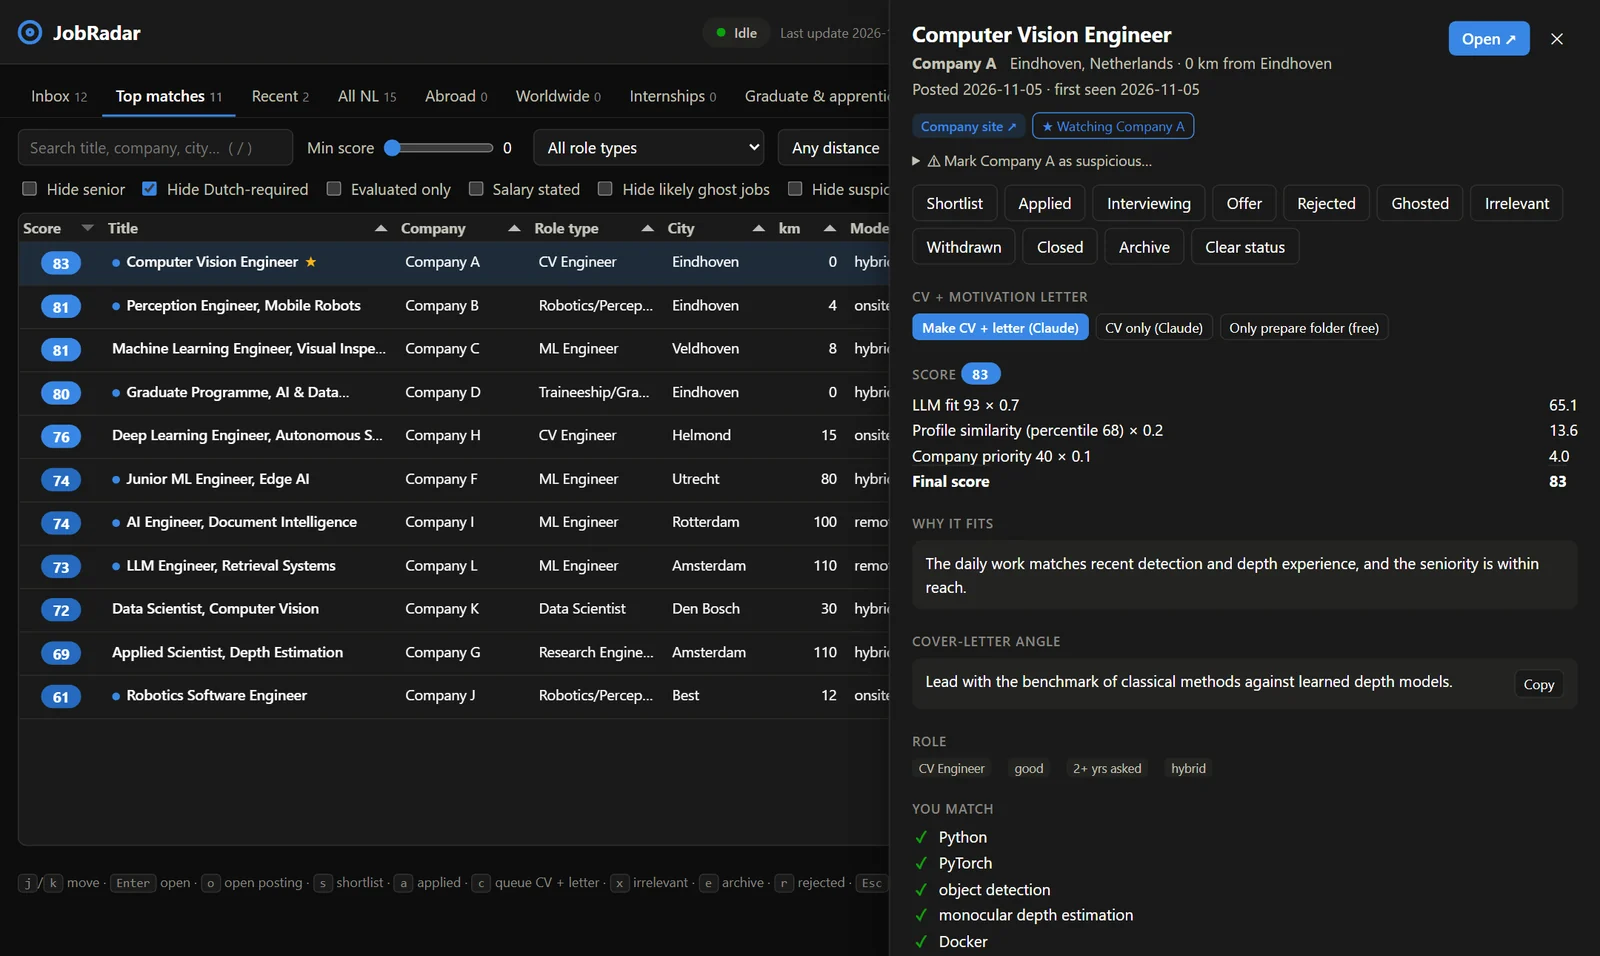 JobRadar
Idle
Last update 2026-
Inbox 12
Top matches 11
Recent 2
All NL 15
Abroad 0
Worldwide 0
Internships 0
Graduate &
Search title, company, city... ( / )
Min score
0
All role types
Any distance
Hide senior
Hide Dutch-required
Evaluated only
Salary stated
Hide likely ghost jobs
Hide
Score Title Company Role type City km Mode
83 Computer Vision Engineer ★ Company A CV Engineer Eindhoven 0
81 Perception Engineer, Mobile Robots Company B Robotics/Percep... Eindhoven 4
81 Machine Learning Engineer, Visual Inspe... Company C ML Engineer Veldhoven 8
80 Graduate Programme, AI & Data... Company D Traineeship/Gra... Eindhoven 0
76 Deep Learning Engineer, Autonomous S... Company H CV Engineer Helmond 15
74 Junior ML Engineer, Edge AI Company F ML Engineer Utrecht 80
74 AI Engineer, Document Intelligence Company I ML Engineer Rotterdam 100
73 LLM Engineer, Retrieval Systems Company L ML Engineer Amsterdam 110
72 Data Scientist, Computer Vision Company K Data Scientist Den Bosch 30
69 Applied Scientist, Depth Estimation Company G Research Engine... Amsterdam 110
61 Robotics Software Engineer Company J Robotics/Percep... Best 12
j / k move · Enter open · o open posting · s shortlist · a applied · c queue CV + letter · x irrelevant · e archive · r rejected · Esc
Computer Vision Engineer
Open ↗
×
Company A Eindhoven, Netherlands · 0 km from Eindhoven
Posted 2026-11-05 · first seen 2026-11-05
Company site ↗
★ Watching Company A
▶ ⚠ Mark Company A as suspicious...
Shortlist
Applied
Interviewing
Offer
Rejected
Ghosted
Irrelevant
Withdrawn
Closed
Archive
Clear status
CV + MOTIVATION LETTER
Make CV + letter (Claude)
CV only (Claude)
Only prepare folder (free)
SCORE 83
LLM fit 93 × 0.7 65.1
Profile similarity (percentile 68) × 0.2 13.6
Company priority 40 × 0.1 4.0
Final score 83
WHY IT FITS
The daily work matches recent detection and depth experience, and the seniority is within
reach.
COVER-LETTER ANGLE
Lead with the benchmark of classical methods against learned depth models.
Copy
ROLE
CV Engineer
good
2+ yrs asked
hybrid
YOU MATCH
✓ Python
✓ PyTorch
✓ object detection
✓ monocular depth estimation
✓ Docker